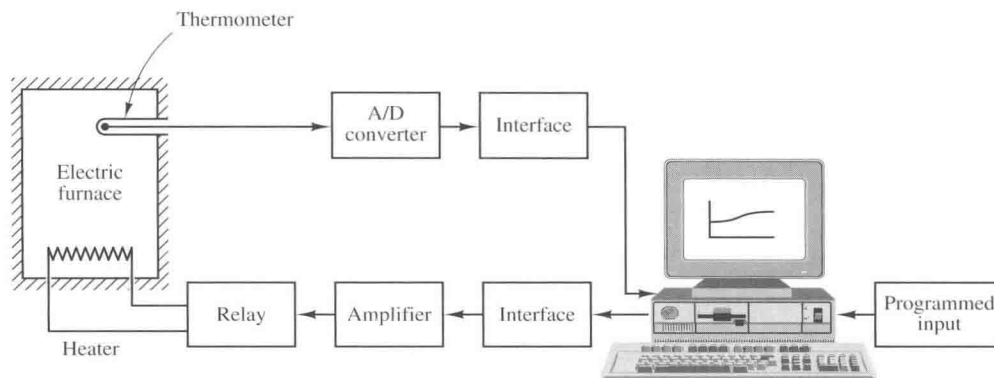 Thermometer
A/D
converter
Interface
Electric
furnace
Relay
Amplifier
Interface
Programmed
input
Heater